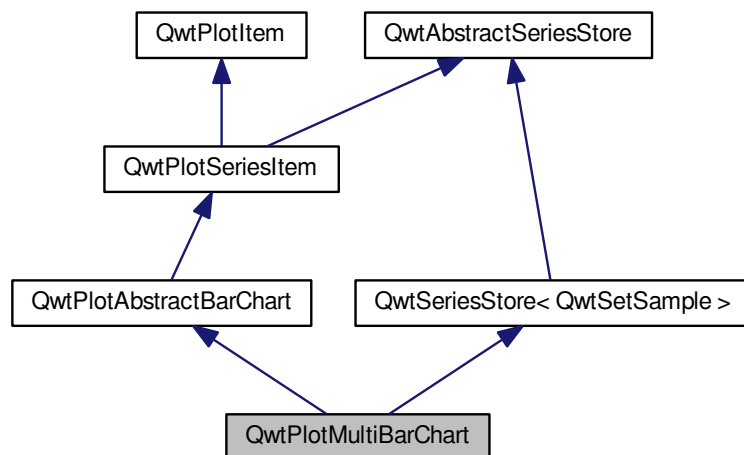 QwtPlotItem
QwtAbstractSeriesStore
QwtPlotSeriesItem
QwtPlotAbstractBarChart
QwtSeriesStore< QwtSetSample >
QwtPlotMultiBarChart